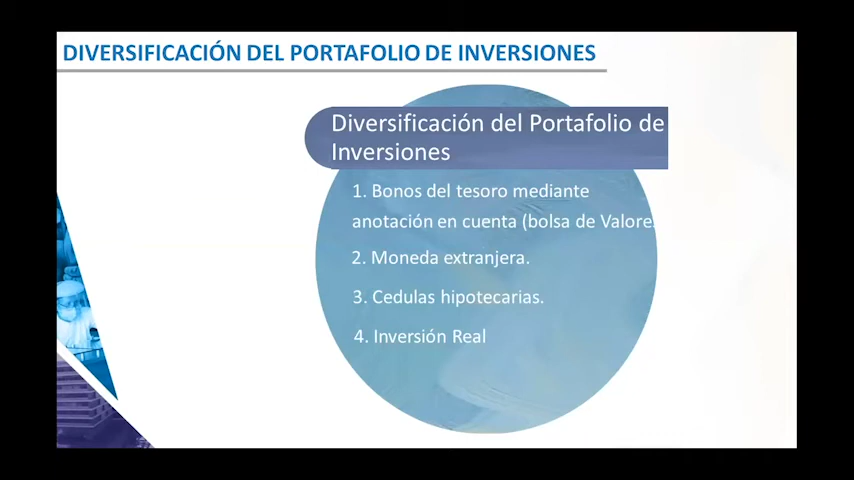 DIVERSIFICACIÓN DEL PORTAFOLIO DE INVERSIONES
Diversificación del Portafolio de
Inversiones
1. Bonos del tesoro mediante
anotación en cuenta (bolsa de Valores
2. Moneda extranjera.
3. Cedulas hipotecarias.
4. Inversión Real